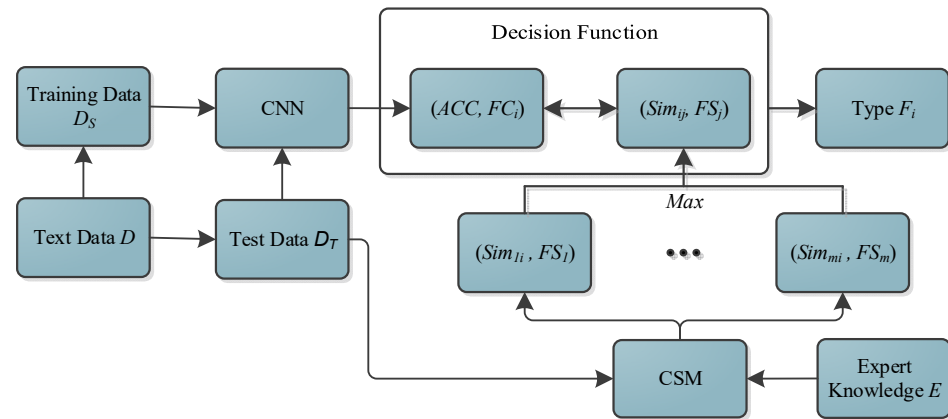 Decision Function
Training Data
D_S
CNN
(ACC, FC_i)
(Sim_ij, FS_j)
Type F_i
Max
Text Data D
Test Data D_T
(Sim_1i , FS_1)
•••
(Sim_mi , FS_m)
CSM
Expert
Knowledge E